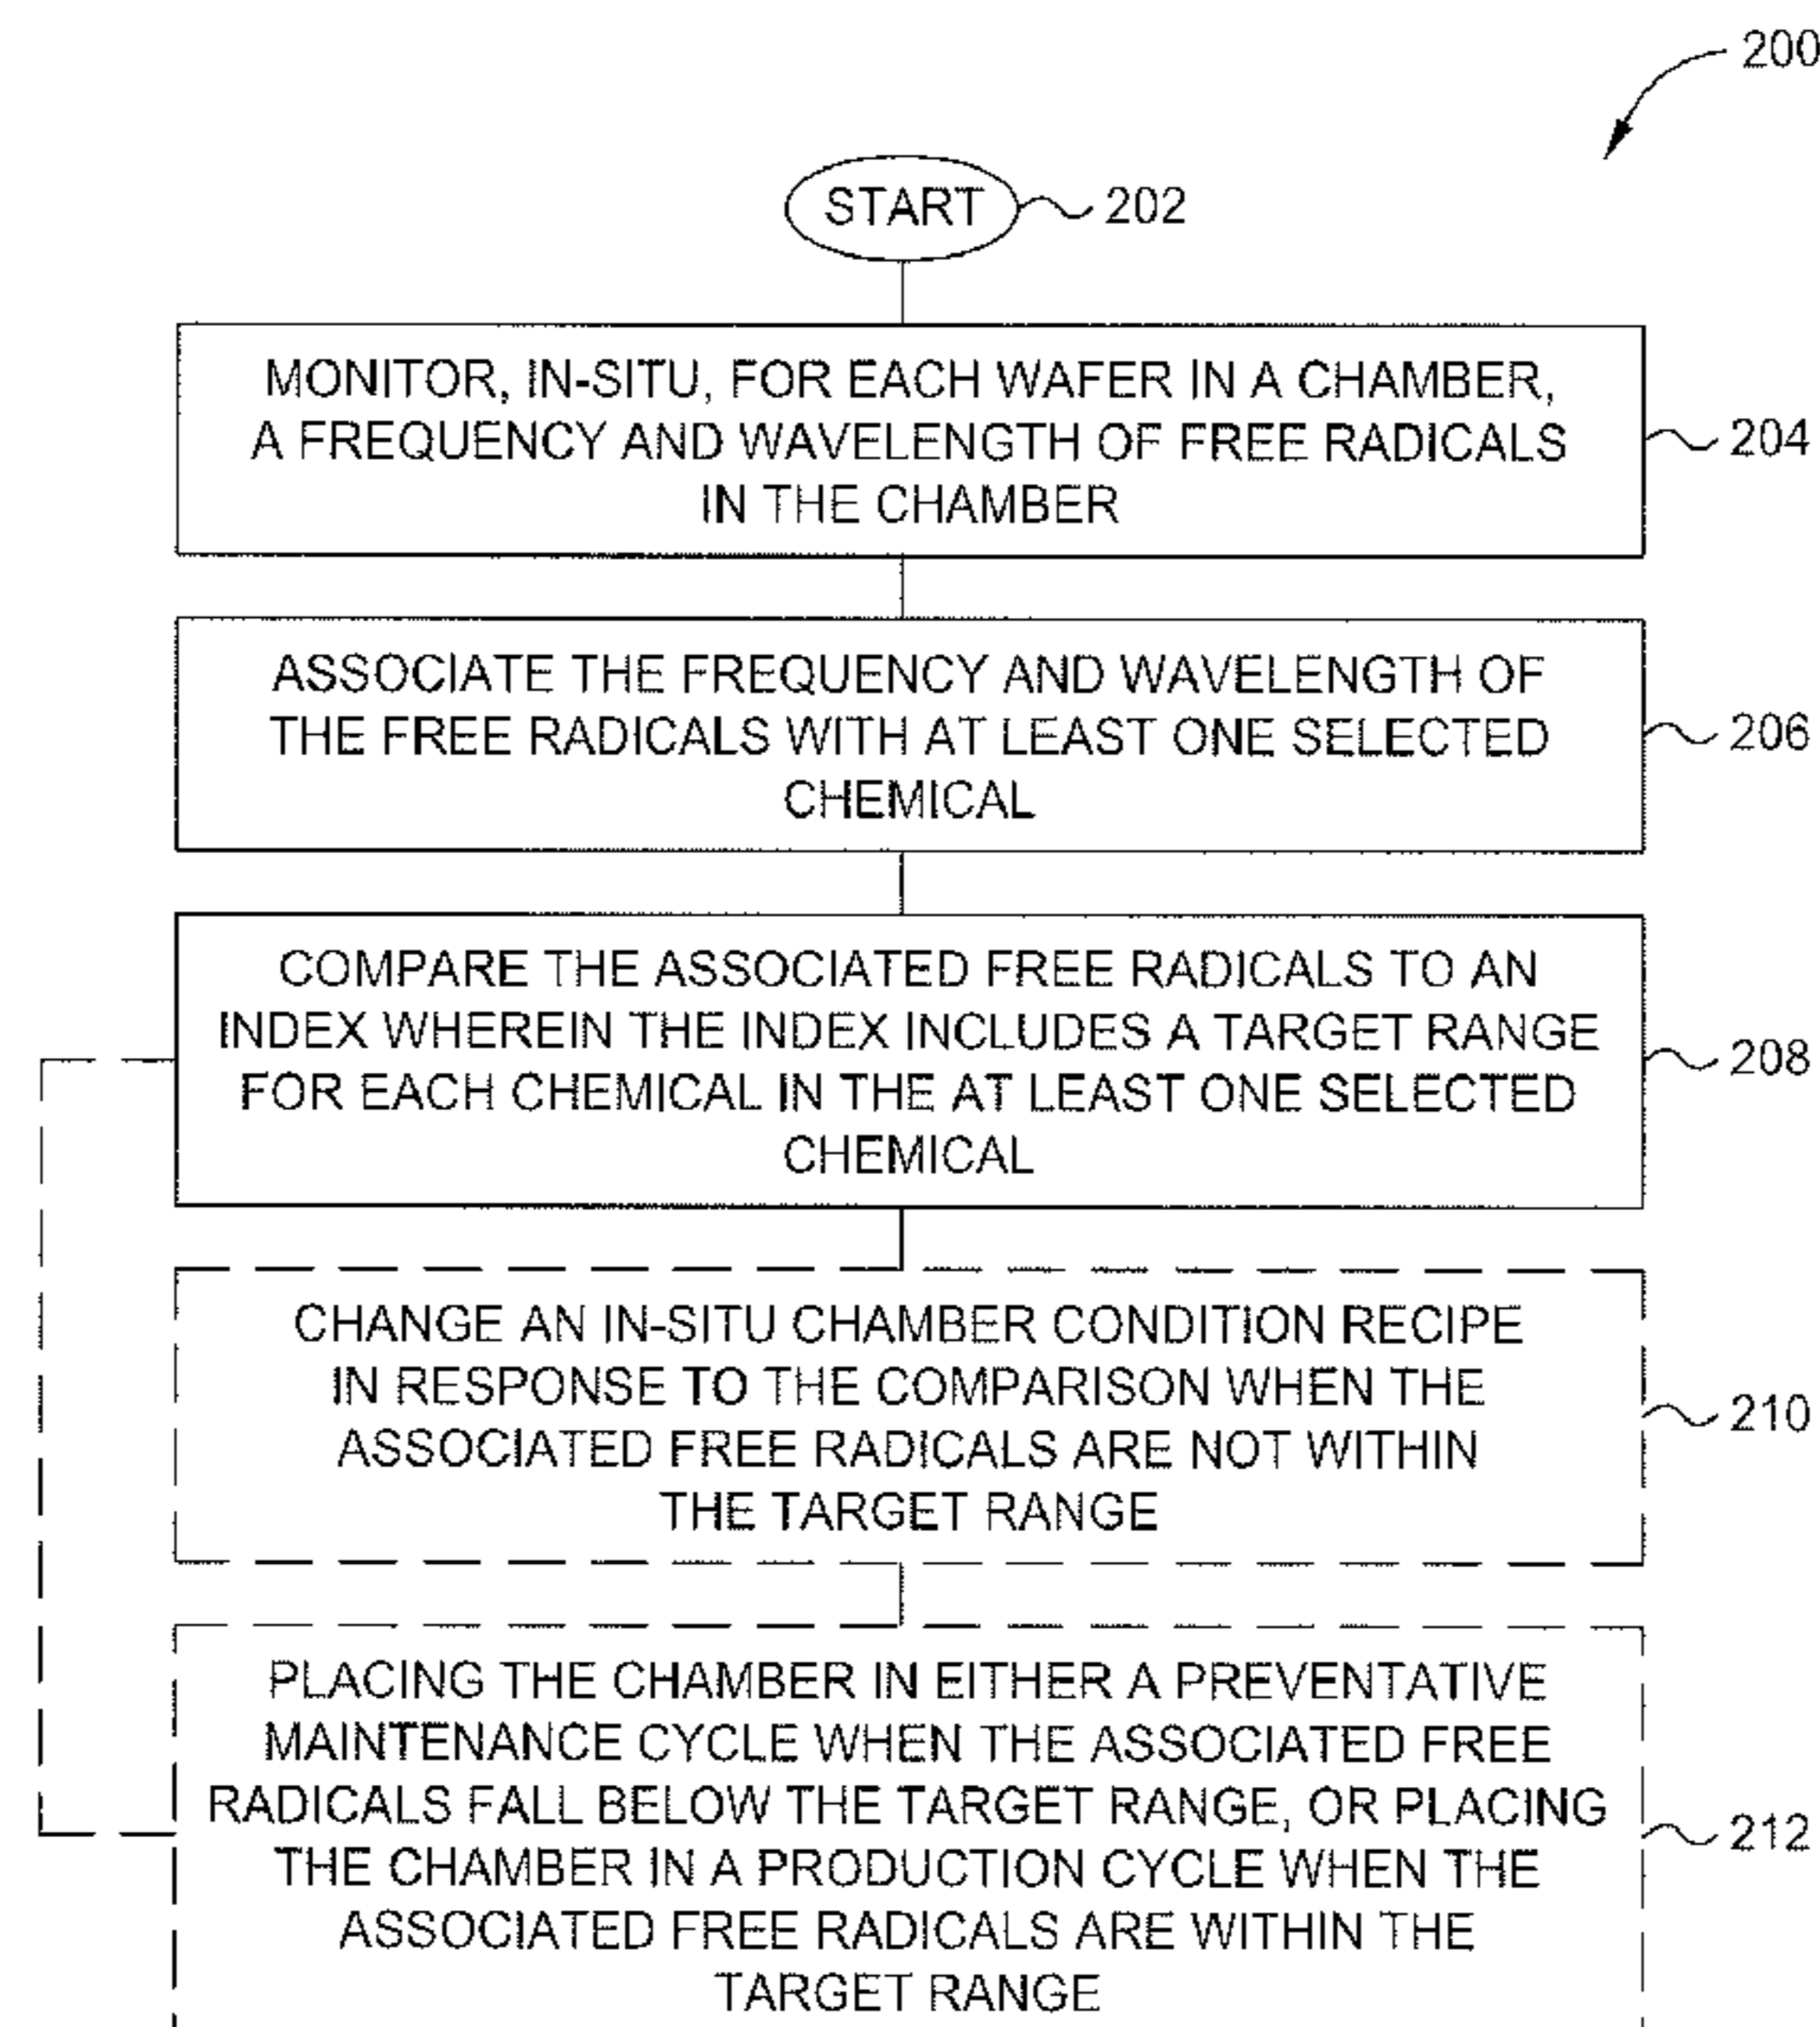 200
START 202
MONITOR, IN-SITU, FOR EACH WAFER IN A CHAMBER,
A FREQUENCY AND WAVELENGTH OF FREE RADICALS
IN THE CHAMBER
204
ASSOCIATE THE FREQUENCY AND WAVELENGTH OF
THE FREE RADICALS WITH AT LEAST ONE SELECTED
CHEMICAL
206
COMPARE THE ASSOCIATED FREE RADICALS TO AN
INDEX WHEREIN THE INDEX INCLUDES A TARGET RANGE
FOR EACH CHEMICAL IN THE AT LEAST ONE SELECTED
CHEMICAL
208
CHANGE AN IN-SITU CHAMBER CONDITION RECIPE
IN RESPONSE TO THE COMPARISON WHEN THE
ASSOCIATED FREE RADICALS ARE NOT WITHIN
THE TARGET RANGE
210
PLACING THE CHAMBER IN EITHER A PREVENTATIVE
MAINTENANCE CYCLE WHEN THE ASSOCIATED FREE
RADICALS FALL BELOW THE TARGET RANGE, OR PLACING
THE CHAMBER IN A PRODUCTION CYCLE WHEN THE
ASSOCIATED FREE RADICALS ARE WITHIN THE
TARGET RANGE
212